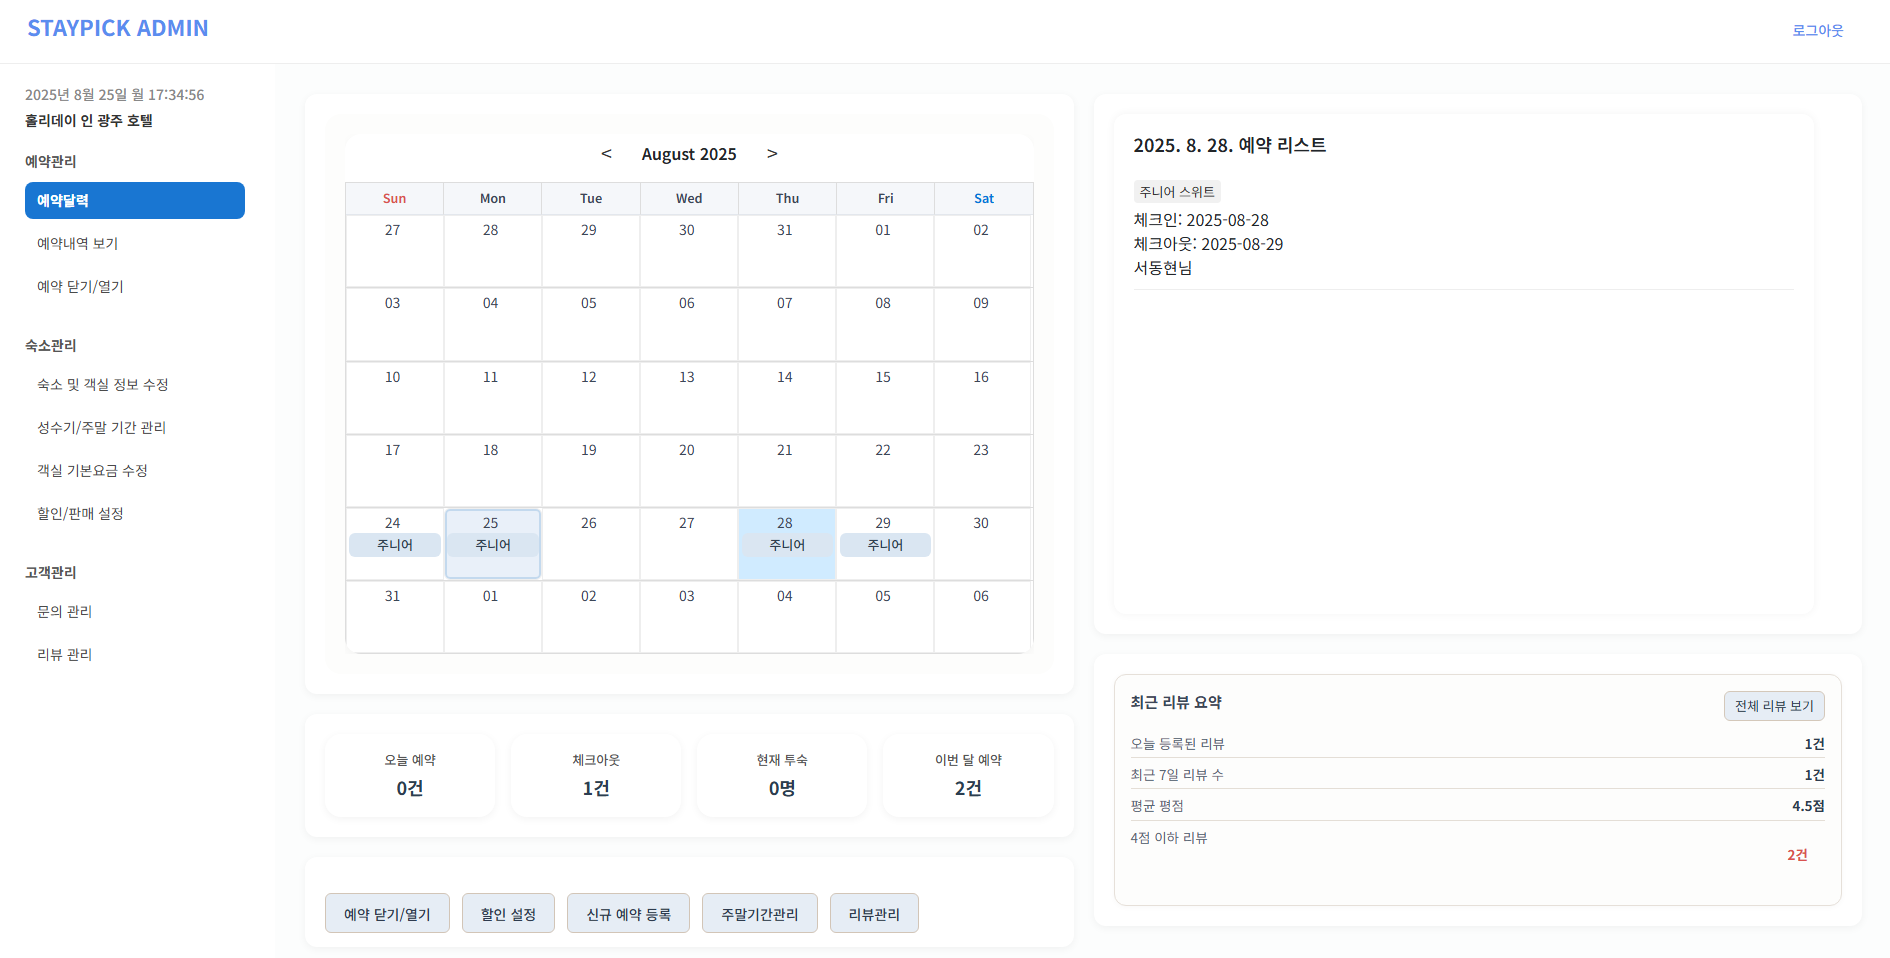 STAYPICK ADMIN
로그아웃
2025년 8월 25일 월 17:34:56
홀리데이 인 광주 호텔
예약관리
예약달력
예약내역 보기
예약 닫기/열기
숙소관리
숙소 및 객실 정보 수정
성수기/주말 기간 관리
객실 기본요금 수정
할인/판매 설정
고객관리
문의 관리
리뷰 관리
< August 2025 >
Sun Mon Tue Wed Thu Fri Sat
27 28 29 30 31 01 02
03 04 05 06 07 08 09
10 11 12 13 14 15 16
17 18 19 20 21 22 23
24 25 26 27 28 29 30
주니어 주니어 주니어 주니어
31 01 02 03 04 05 06
오늘 예약 체크아웃 현재 투숙 이번 달 예약
0건 1건 0명 2건
예약 닫기/열기 할인 설정 신규 예약 등록 주말기간관리 리뷰관리
2025. 8. 28. 예약 리스트
주니어 스위트
체크인: 2025-08-28
체크아웃: 2025-08-29
서동현님
최근 리뷰 요약
전체 리뷰 보기
오늘 등록된 리뷰 1건
최근 7일 리뷰 수 1건
평균 평점 4.5점
4점 이하 리뷰
2건